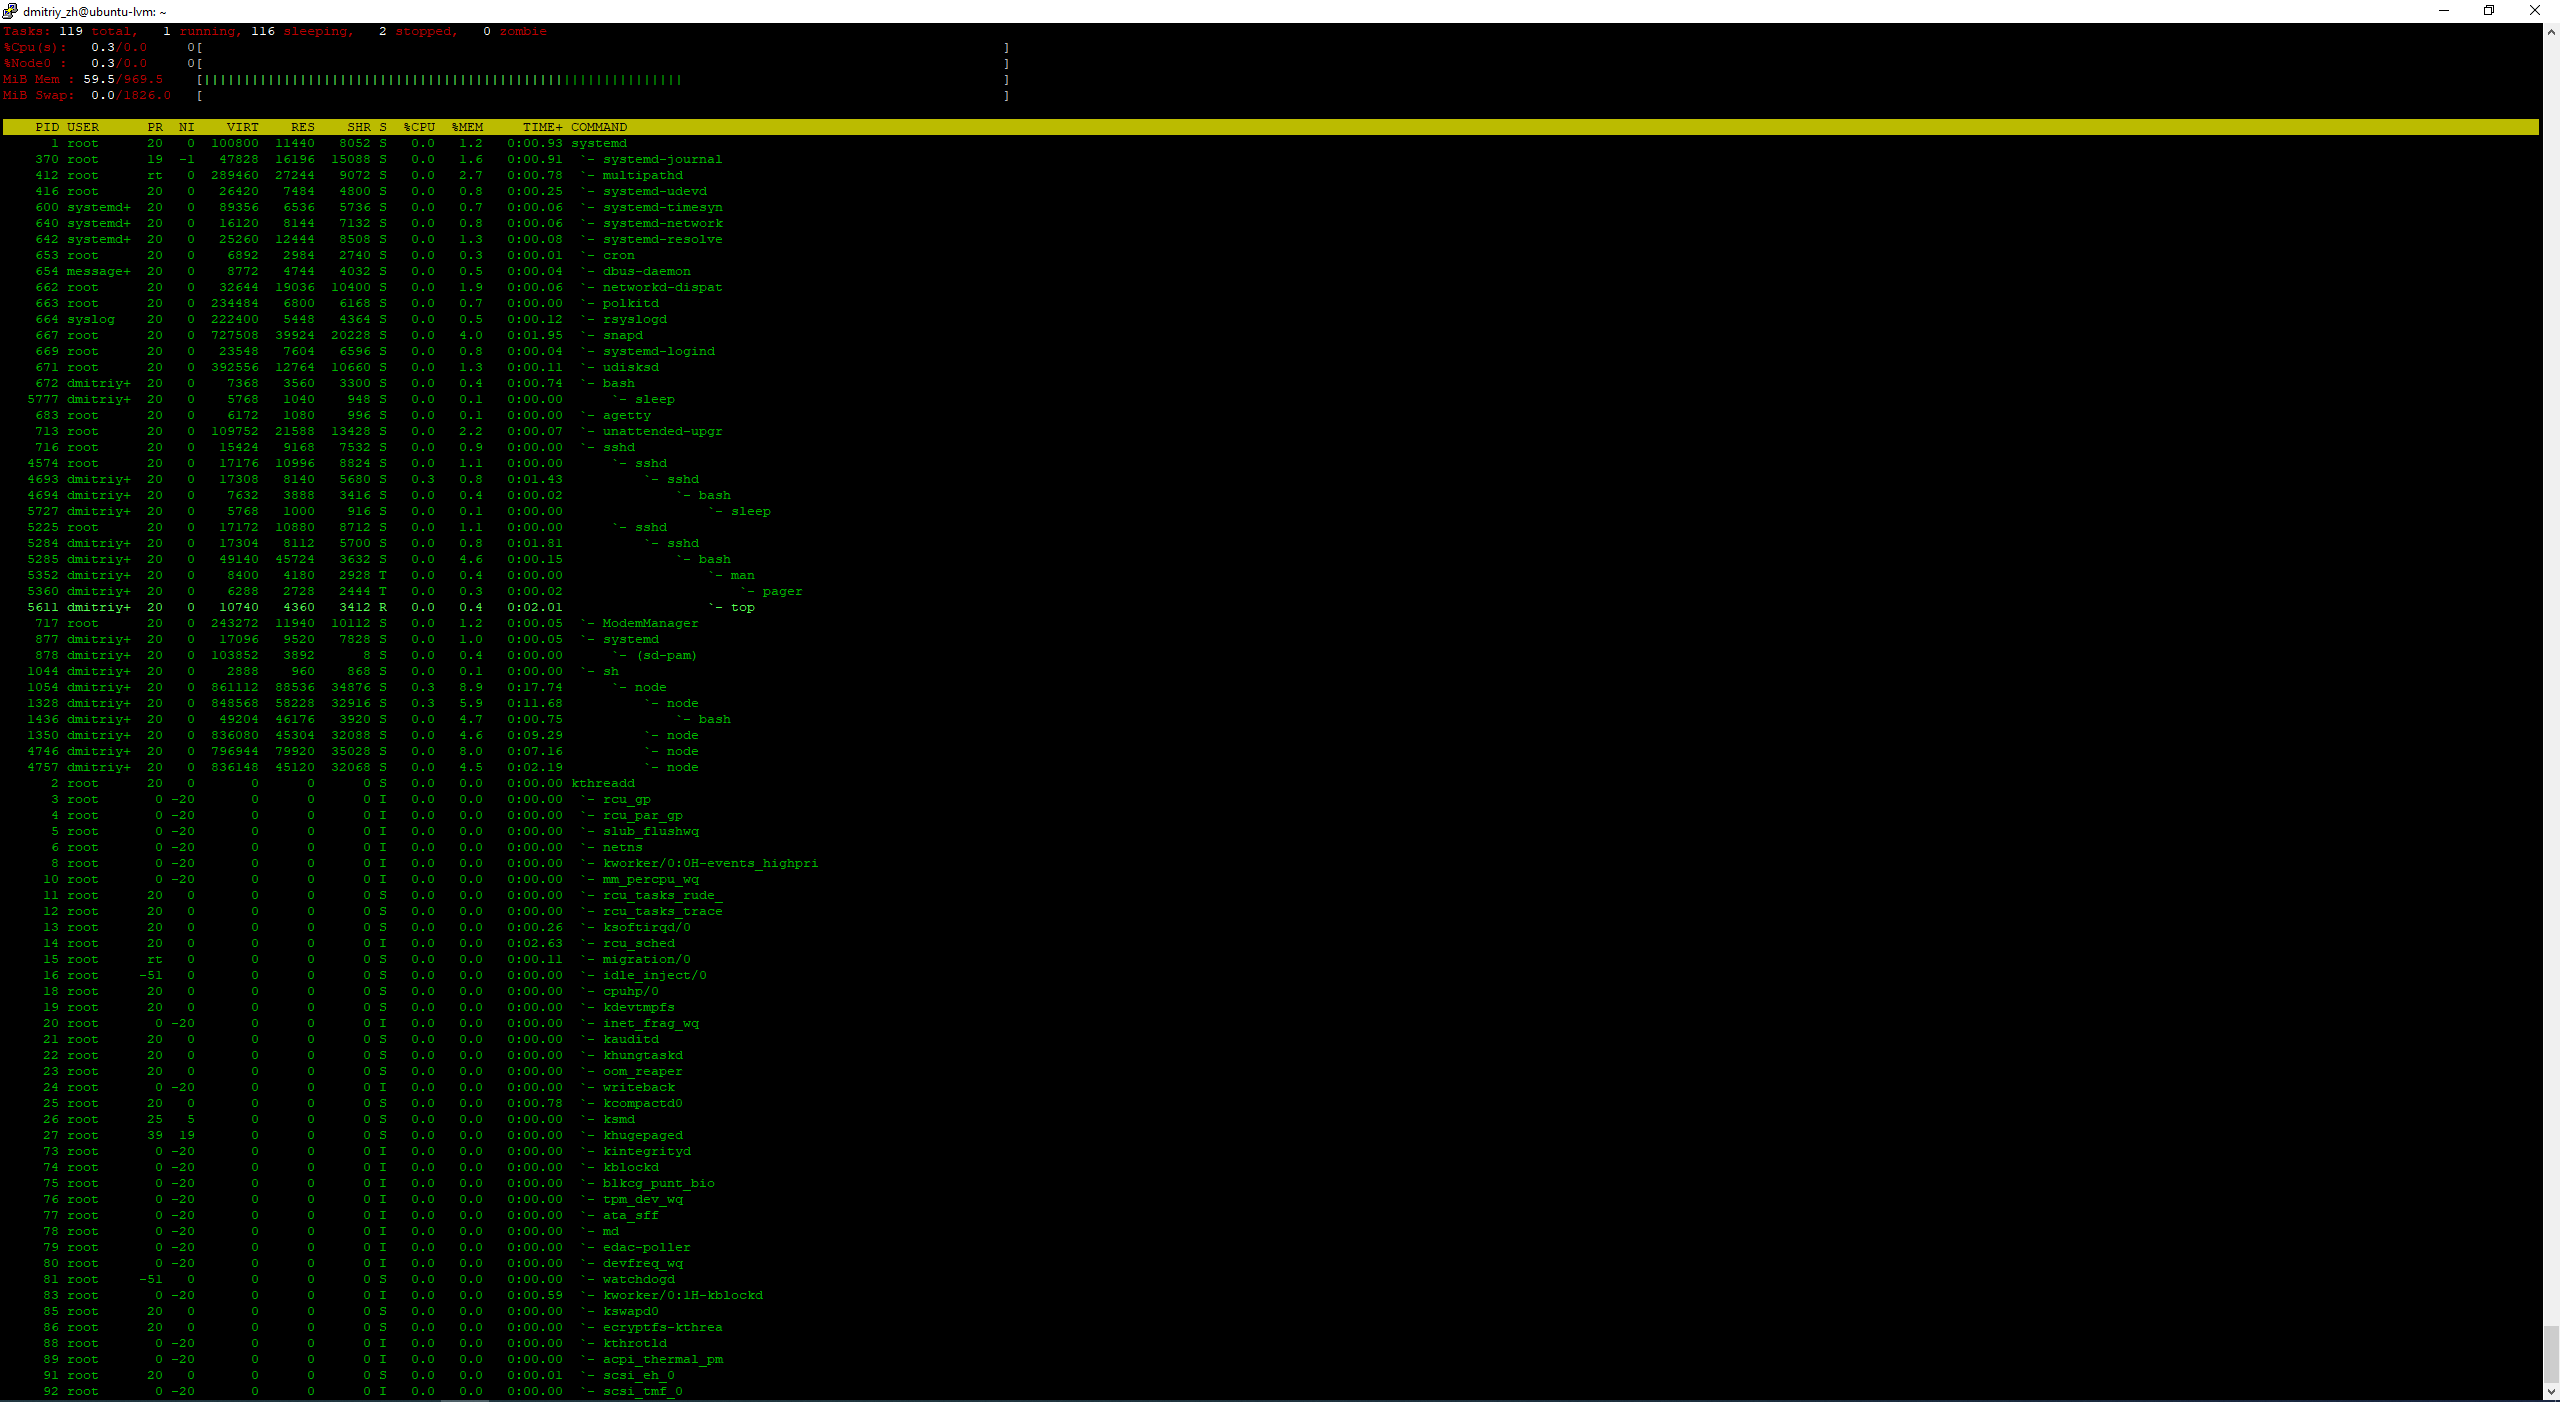 dmitriy_zh@ubuntu-lvm: ~
Tasks: 119 total,   1 running, 116 sleeping,   2 stopped,   0 zombie
%Cpu(s):   0.3/0.0     0[                                                                                                    ]
%Node0 :   0.3/0.0     0[                                                                                                    ]
MiB Mem : 59.5/969.5    [||||||||||||||||||||||||||||||||||||||||||||||||||||||||||||                                        ]
MiB Swap:  0.0/1826.0   [                                                                                                    ]
PID USER PR NI VIRT RES SHR S %CPU %MEM TIME+ COMMAND
1 root 20 0 100800 11440 8052 S 0.0 1.2 0:00.93 systemd
370 root 19 -1 47828 16196 15088 S 0.0 1.6 0:00.91 `- systemd-journal
412 root rt 0 289460 27244 9072 S 0.0 2.7 0:00.78 `- multipathd
416 root 20 0 26420 7484 4800 S 0.0 0.8 0:00.25 `- systemd-udevd
600 systemd+ 20 0 89356 6536 5736 S 0.0 0.7 0:00.06 `- systemd-timesyn
640 systemd+ 20 0 16120 8144 7132 S 0.0 0.8 0:00.06 `- systemd-network
642 systemd+ 20 0 25260 12444 8508 S 0.0 1.3 0:00.08 `- systemd-resolve
653 root 20 0 6892 2984 2740 S 0.0 0.3 0:00.01 `- cron
654 message+ 20 0 8772 4744 4032 S 0.0 0.5 0:00.04 `- dbus-daemon
662 root 20 0 32644 19036 10400 S 0.0 1.9 0:00.06 `- networkd-dispat
663 root 20 0 234484 6800 6168 S 0.0 0.7 0:00.00 `- polkitd
664 syslog 20 0 222400 5448 4364 S 0.0 0.5 0:00.12 `- rsyslogd
667 root 20 0 727508 39924 20228 S 0.0 4.0 0:01.95 `- snapd
669 root 20 0 23548 7604 6596 S 0.0 0.8 0:00.04 `- systemd-logind
671 root 20 0 392556 12764 10660 S 0.0 1.3 0:00.11 `- udisksd
672 dmitriy+ 20 0 7368 3560 3300 S 0.0 0.4 0:00.74 `- bash
5777 dmitriy+ 20 0 5768 1040 948 S 0.0 0.1 0:00.00 `- sleep
683 root 20 0 6172 1080 996 S 0.0 0.1 0:00.00 `- agetty
713 root 20 0 109752 21588 13428 S 0.0 2.2 0:00.07 `- unattended-upgr
716 root 20 0 15424 9168 7532 S 0.0 0.9 0:00.00 `- sshd
4574 root 20 0 17176 10996 8824 S 0.0 1.1 0:00.00 `- sshd
4693 dmitriy+ 20 0 17308 8140 5680 S 0.3 0.8 0:01.43 `- sshd
4694 dmitriy+ 20 0 7632 3888 3416 S 0.0 0.4 0:00.02 `- bash
5727 dmitriy+ 20 0 5768 1000 916 S 0.0 0.1 0:00.00 `- sleep
5225 root 20 0 17172 10880 8712 S 0.0 1.1 0:00.00 `- sshd
5284 dmitriy+ 20 0 17304 8112 5700 S 0.0 0.8 0:01.81 `- sshd
5285 dmitriy+ 20 0 49140 45724 3632 S 0.0 4.6 0:00.15 `- bash
5352 dmitriy+ 20 0 8400 4180 2928 T 0.0 0.4 0:00.00 `- man
5360 dmitriy+ 20 0 6288 2728 2444 T 0.0 0.3 0:00.02 `- pager
5611 dmitriy+ 20 0 10740 4360 3412 R 0.0 0.4 0:02.01 `- top
717 root 20 0 243272 11940 10112 S 0.0 1.2 0:00.05 `- ModemManager
877 dmitriy+ 20 0 17096 9520 7828 S 0.0 1.0 0:00.05 `- systemd
878 dmitriy+ 20 0 103852 3892 8 S 0.0 0.4 0:00.00 `- (sd-pam)
1044 dmitriy+ 20 0 2888 960 868 S 0.0 0.1 0:00.00 `- sh
1054 dmitriy+ 20 0 861112 88536 34876 S 0.3 8.9 0:17.74 `- node
1328 dmitriy+ 20 0 848568 58228 32916 S 0.3 5.9 0:11.68 `- node
1436 dmitriy+ 20 0 49204 46176 3920 S 0.0 4.7 0:00.75 `- bash
1350 dmitriy+ 20 0 836080 45304 32088 S 0.0 4.6 0:09.29 `- node
4746 dmitriy+ 20 0 796944 79920 35028 S 0.0 8.0 0:07.16 `- node
4757 dmitriy+ 20 0 836148 45120 32068 S 0.0 4.5 0:02.19 `- node
2 root 20 0 0 0 0 S 0.0 0.0 0:00.00 kthreadd
3 root 0 -20 0 0 0 I 0.0 0.0 0:00.00 `- rcu_gp
4 root 0 -20 0 0 0 I 0.0 0.0 0:00.00 `- rcu_par_gp
5 root 0 -20 0 0 0 I 0.0 0.0 0:00.00 `- slub_flushwq
6 root 0 -20 0 0 0 I 0.0 0.0 0:00.00 `- netns
8 root 0 -20 0 0 0 I 0.0 0.0 0:00.00 `- kworker/0:0H-events_highpri
10 root 0 -20 0 0 0 I 0.0 0.0 0:00.00 `- mm_percpu_wq
11 root 20 0 0 0 0 S 0.0 0.0 0:00.00 `- rcu_tasks_rude_
12 root 20 0 0 0 0 S 0.0 0.0 0:00.00 `- rcu_tasks_trace
13 root 20 0 0 0 0 S 0.0 0.0 0:00.26 `- ksoftirqd/0
14 root 20 0 0 0 0 I 0.0 0.0 0:02.63 `- rcu_sched
15 root rt 0 0 0 0 S 0.0 0.0 0:00.11 `- migration/0
16 root -51 0 0 0 0 S 0.0 0.0 0:00.00 `- idle_inject/0
18 root 20 0 0 0 0 S 0.0 0.0 0:00.00 `- cpuhp/0
19 root 20 0 0 0 0 S 0.0 0.0 0:00.00 `- kdevtmpfs
20 root 0 -20 0 0 0 I 0.0 0.0 0:00.00 `- inet_frag_wq
21 root 20 0 0 0 0 S 0.0 0.0 0:00.00 `- kauditd
22 root 20 0 0 0 0 S 0.0 0.0 0:00.00 `- khungtaskd
23 root 20 0 0 0 0 S 0.0 0.0 0:00.00 `- oom_reaper
24 root 0 -20 0 0 0 I 0.0 0.0 0:00.00 `- writeback
25 root 20 0 0 0 0 S 0.0 0.0 0:00.78 `- kcompactd0
26 root 25 5 0 0 0 S 0.0 0.0 0:00.00 `- ksmd
27 root 39 19 0 0 0 S 0.0 0.0 0:00.00 `- khugepaged
73 root 0 -20 0 0 0 I 0.0 0.0 0:00.00 `- kintegrityd
74 root 0 -20 0 0 0 I 0.0 0.0 0:00.00 `- kblockd
75 root 0 -20 0 0 0 I 0.0 0.0 0:00.00 `- blkcg_punt_bio
76 root 0 -20 0 0 0 I 0.0 0.0 0:00.00 `- tpm_dev_wq
77 root 0 -20 0 0 0 I 0.0 0.0 0:00.00 `- ata_sff
78 root 0 -20 0 0 0 I 0.0 0.0 0:00.00 `- md
79 root 0 -20 0 0 0 I 0.0 0.0 0:00.00 `- edac-poller
80 root 0 -20 0 0 0 I 0.0 0.0 0:00.00 `- devfreq_wq
81 root -51 0 0 0 0 S 0.0 0.0 0:00.00 `- watchdogd
83 root 0 -20 0 0 0 I 0.0 0.0 0:00.59 `- kworker/0:1H-kblockd
85 root 20 0 0 0 0 S 0.0 0.0 0:00.00 `- kswapd0
86 root 20 0 0 0 0 S 0.0 0.0 0:00.00 `- ecryptfs-kthrea
88 root 0 -20 0 0 0 I 0.0 0.0 0:00.00 `- kthrotld
89 root 0 -20 0 0 0 I 0.0 0.0 0:00.00 `- acpi_thermal_pm
91 root 20 0 0 0 0 S 0.0 0.0 0:00.01 `- scsi_eh_0
92 root 0 -20 0 0 0 I 0.0 0.0 0:00.00 `- scsi_tmf_0